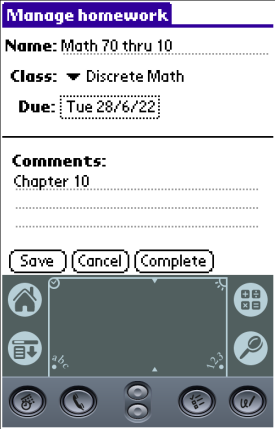 Manage homework
Name: Math 70 thru 10
Class: Discrete Math
Due: Tue 28/6/22
Comments:
Chapter 10
Save Cancel Complete
abc 123